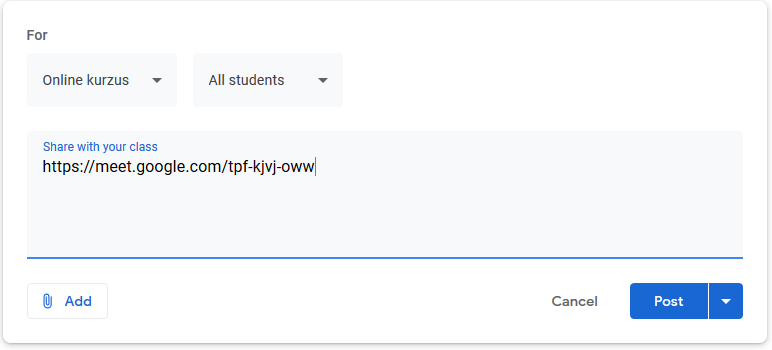 For
Online kurzus
All students
Share with your class
https://meet.google.com/tpf-kjvj-oww
Add
Cancel
Post